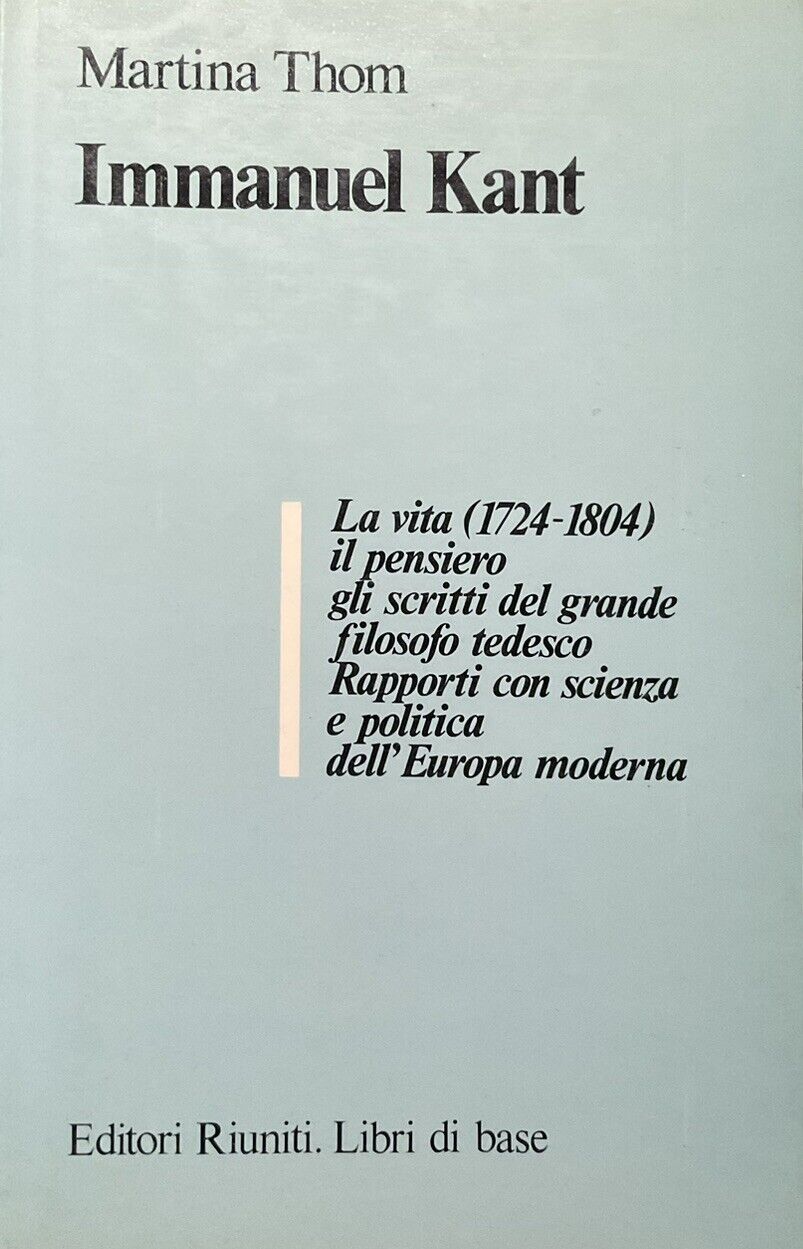 Martina Thom
Immanuel Kant
La vita (1724-1804)
il pensiero
gli scritti del grande
filosofo tedesco
Rapporti con scienza
e politica
dell'Europa moderna
Editori Riuniti. Libri di base